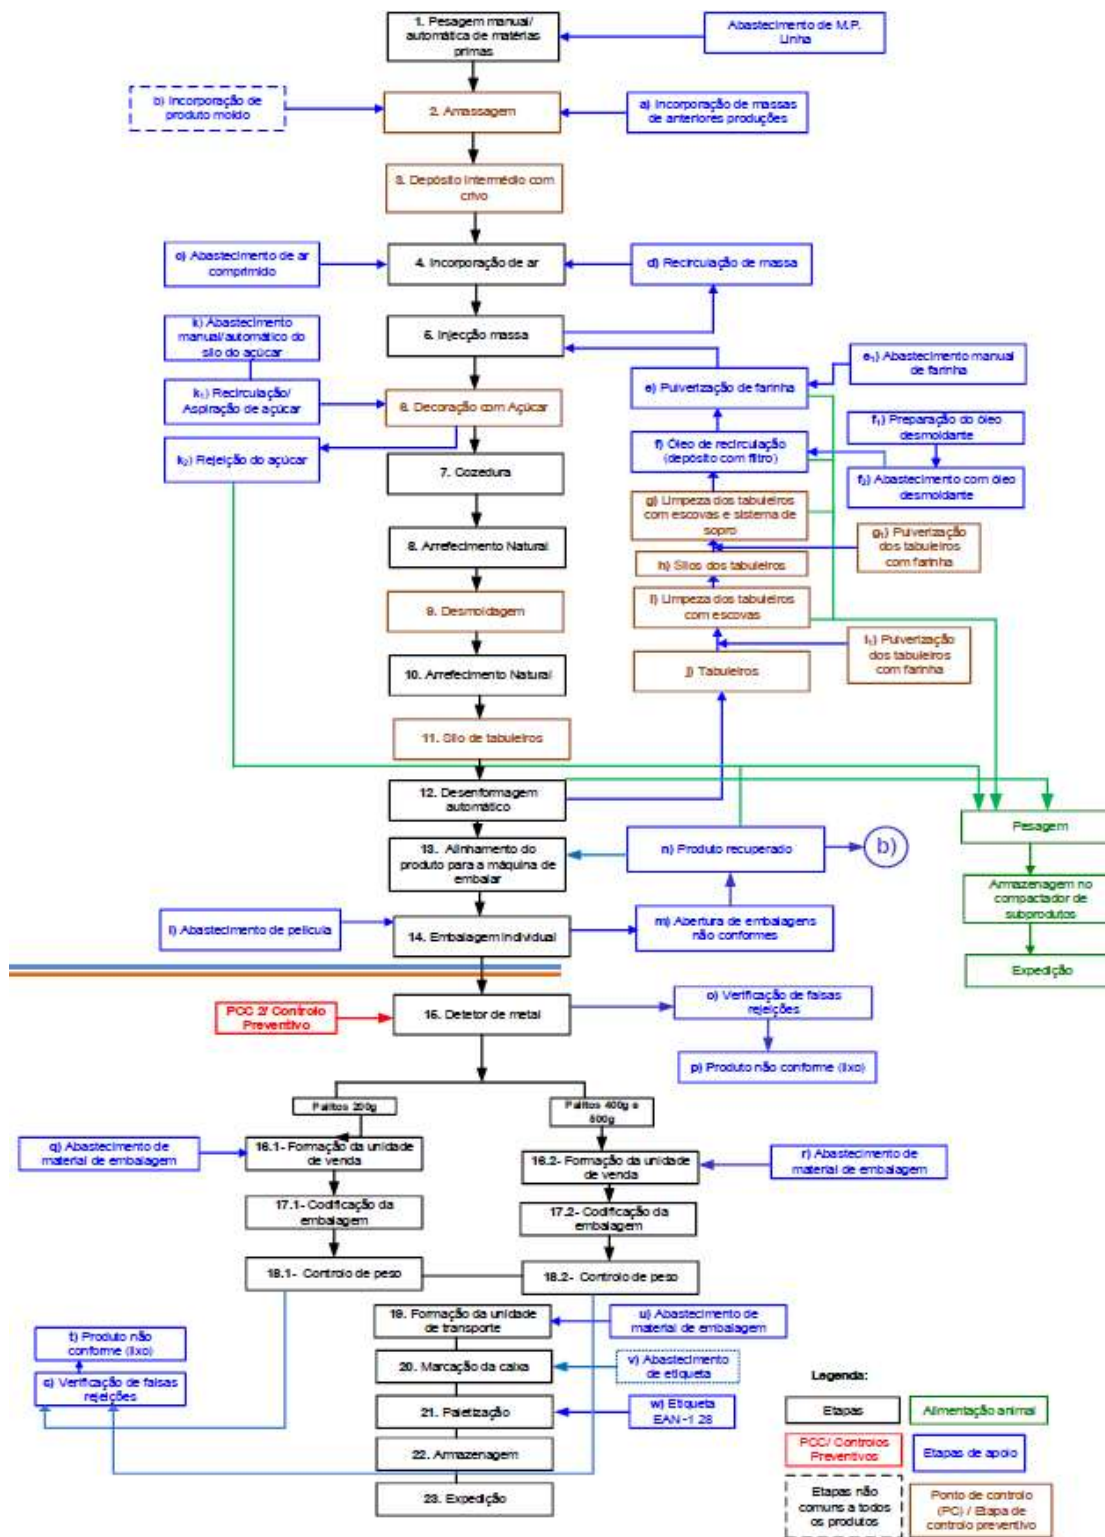 1. Pesagem manual/
automática de matérias
primas
Abastecimento de M.P.
Linha
b) Incorporação de
produto moído
2. Amassagem
a) Incorporação de massas
de anteriores produções
3. Depósito Intermédio com
crivo
c) Abastecimento de ar
comprimido
4. Incorporação de ar
d) Recirculação de massa
k) Abastecimento
manual/automático do
silo do açúcar
5. Injecção massa
e) Pulverização de farinha
e₁) Abastecimento manual
de farinha
k₁) Recirculação/
Aspiração de açúcar
6. Decoração com Açúcar
k₂) Rejeição do açúcar
7. Cozedura
f) Óleo de recirculação
(depósito com filtro)
f₁) Preparação do óleo
desmoldante
f₂) Abastecimento com óleo
desmoldante
g) Limpeza dos tabuleiros
com escovas e sistema de
sopro
8. Arrefecimento Natural
g₁) Pulverização
dos tabuleiros
com farinha
h) Silos dos tabuleiros
9. Desmoldagem
i) Limpeza dos tabuleiros
com escovas
i₁) Pulverização
dos tabuleiros
com farinha
10. Arrefecimento Natural
j) Tabuleiros
11. Silo de tabuleiros
12. Desenformagem
automático
13. Alinhamento do
produto para a máquina de
embalar
n) Produto recuperado
b)
Pesagem
Armazenagem no
compactador de
subprodutos
Expedição
l) Abastecimento de película
14. Embalagem individual
m) Abertura de embalagens
não conformes
PCC 2/ Controlo
Preventivo
15. Detetor de metal
o) Verificação de falsas
rejeições
p) Produto não conforme (lixo)
Palitos 200g
Palitos 400g e
500g
q) Abastecimento de
material de embalagem
16.1- Formação da unidade
de venda
16.2- Formação da unidade
de venda
r) Abastecimento de
material de embalagem
17.1- Codificação da
embalagem
17.2- Codificação da
embalagem
18.1- Controlo de peso
18.2- Controlo de peso
19. Formação da unidade
de transporte
u) Abastecimento de
material de embalagem
t) Produto não
conforme (lixo)
s) Verificação de falsas
rejeições
20. Marcação da caixa
v) Abastecimento
de etiqueta
21. Paletização
w) Etiqueta
EAN-1 28
22. Armazenagem
23. Expedição
Legenda:
Etapas
Alimentação animal
PCC/ Controlos
Preventivos
Etapas de apoio
Etapas não
comuns a todos
os produtos
Ponto de controlo
(PC) / Etapa de
controlo preventivo